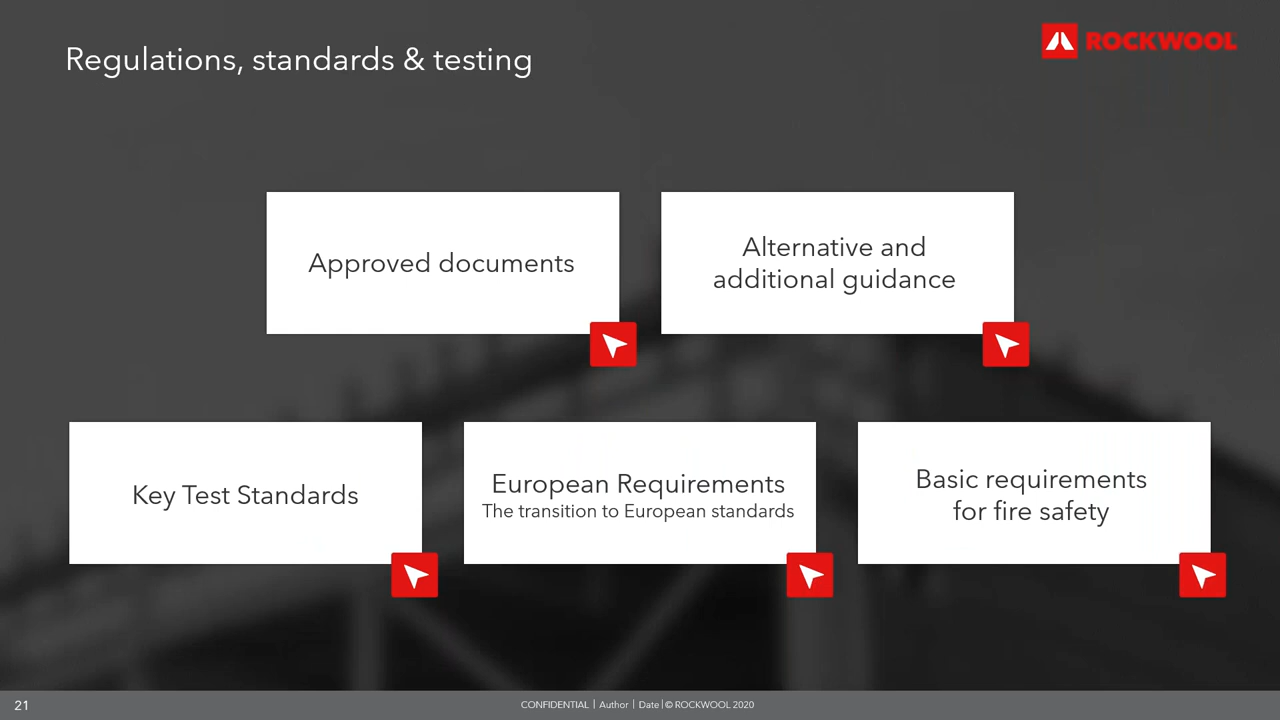 Regulations, standards & testing
ROCKWOOL
Approved documents
Alternative and
additional guidance
Key Test Standards
European Requirements
The transition to European standards
Basic requirements
for fire safety
21
CONFIDENTIAL | Author | Date | © ROCKWOOL 2020